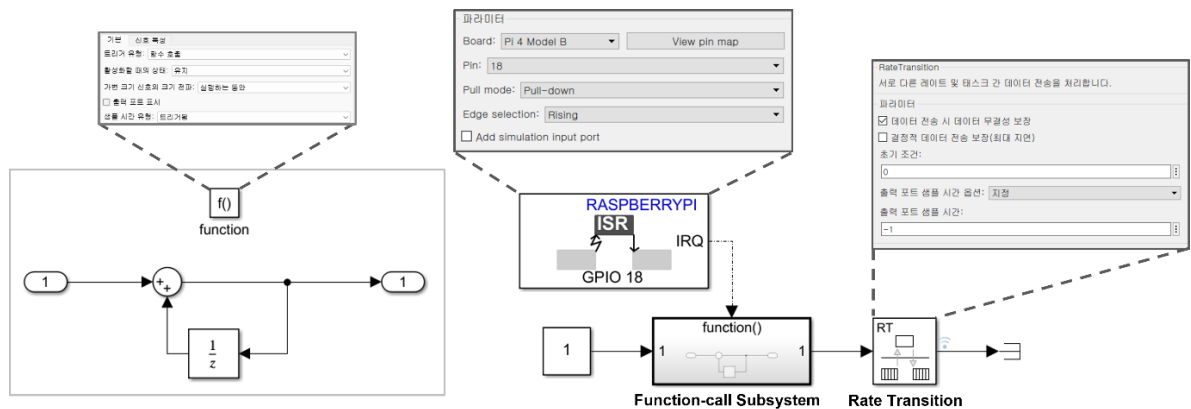 기본 신호 특성
트리거 유형: 함수 호출
활성화할 때의 상태: 유지
가변 크기 신호의 크기 전파: 실행하는 동안
출력 포트 표시
샘플 시간 유형: 트리거됨
f()
function
1
+
+
1
1
z
파라미터
Board: Pi 4 Model B View pin map
Pin: 18
Pull mode: Pull-down
Edge selection: Rising
Add simulation input port
RASPBERRYPI
ISR
IRQ
GPIO 18
1
function()
1 1
Function-call Subsystem
RateTransition
서로 다른 레이트 및 태스크 간 데이터 전송을 처리합니다.
파라미터
데이터 전송 시 데이터 무결성 보장
결정적 데이터 전송 보장(최대 지연)
초기 조건:
0
출력 포트 샘플 시간 옵션: 지정
출력 포트 샘플 시간:
-1
RT
Rate Transition